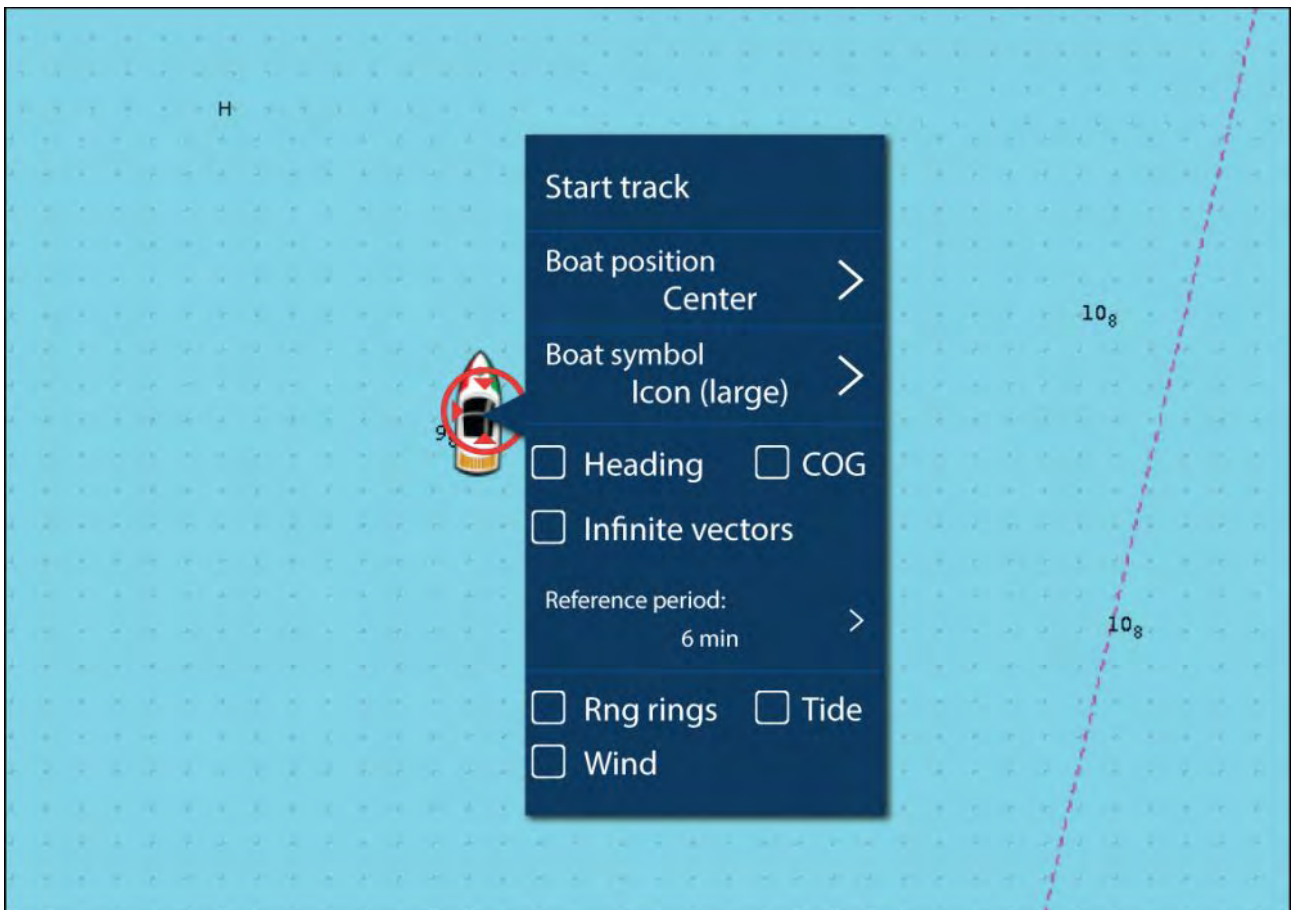 H
Start track
Boat position
Center
10₈
Boat symbol
Icon (large)
Heading
COG
Infinite vectors
Reference period:
6 min
10₈
Rng rings
Tide
Wind